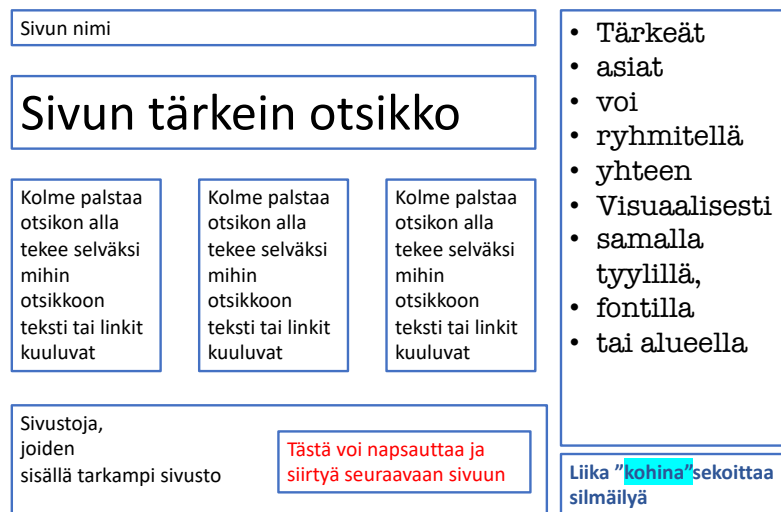 Sivun nimi
Sivun tärkein otsikko
Kolme palstaa
otsikon alla
tekee selväksi
mihin
otsikkoon
teksti tai linkit
kuuluvat
Kolme palstaa
otsikon alla
tekee selväksi
mihin
otsikkoon
teksti tai linkit
kuuluvat
Kolme palstaa
otsikon alla
tekee selväksi
mihin
otsikkoon
teksti tai linkit
kuuluvat
Sivustoja,
joiden
sisällä tarkampi sivusto
Tästä voi napsauttaa ja
siirtyä seuraavaan sivuun
• Tärkeät
• asiat
• voi
• ryhmitellä
• yhteen
• Visuaalisesti
• samalla
tyylillä,
• fontilla
• tai alueella
Liika ”kohina”sekoittaa
silmäilyä